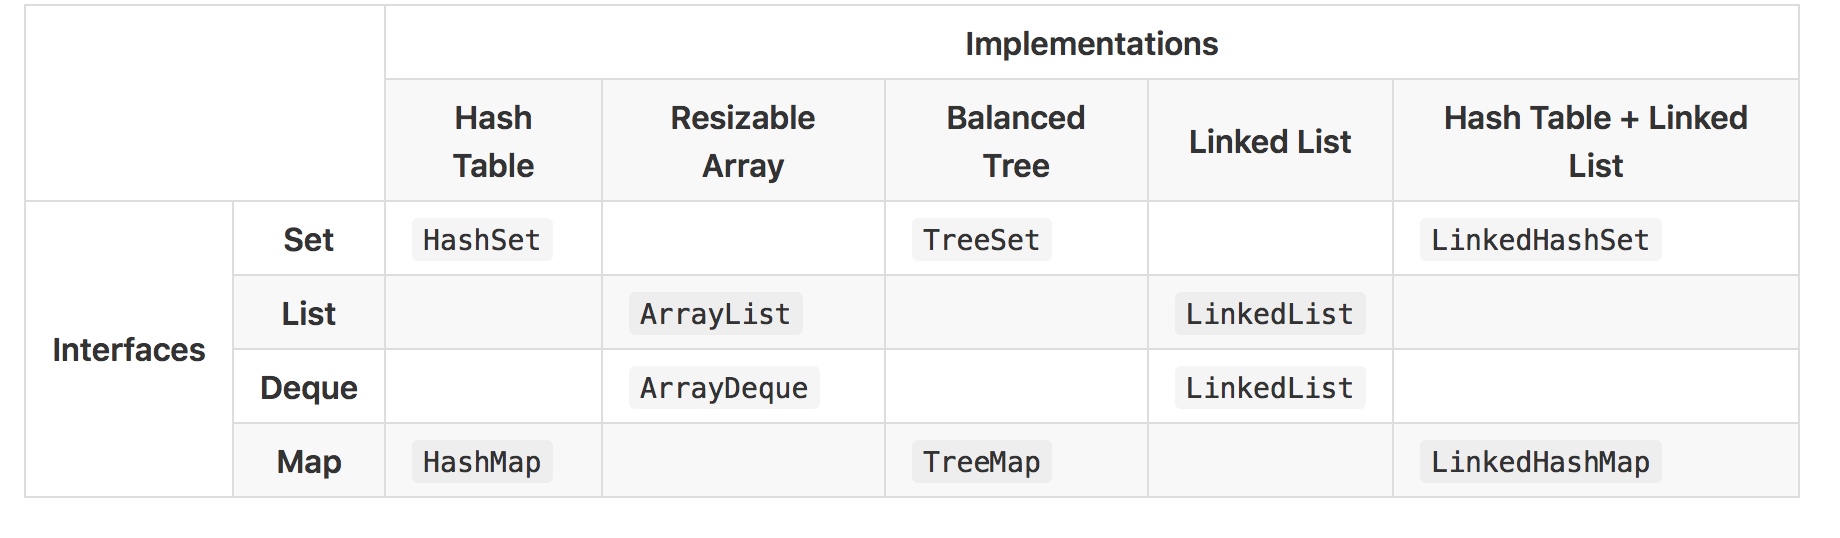 Implementations
Hash Table
Resizable Array
Balanced Tree
Linked List
Hash Table + Linked List
Interfaces
Set
HashSet
TreeSet
LinkedHashSet
List
ArrayList
LinkedList
Deque
ArrayDeque
LinkedList
Map
HashMap
TreeMap
LinkedHashMap